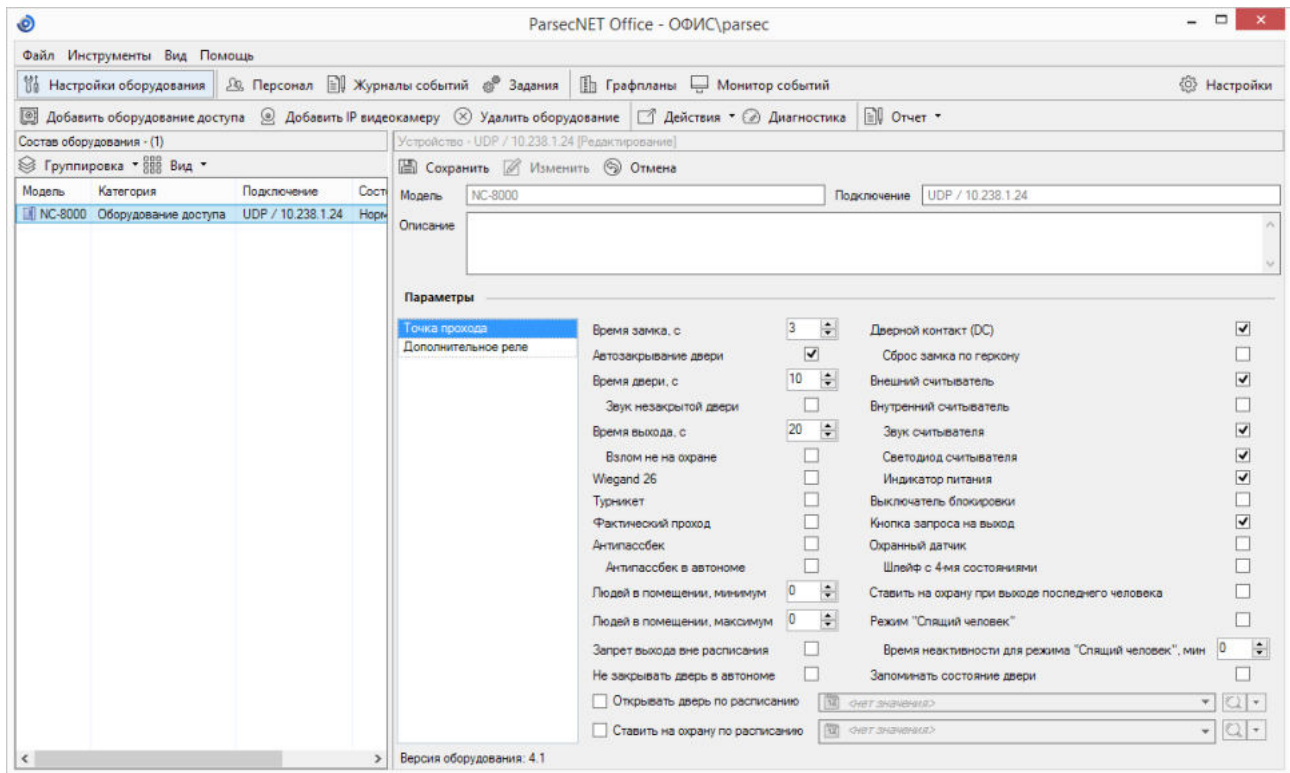 ParsecNET Office - ОФИС\parsec
Файл Инструменты Вид Помощь
Настройки оборудования Персонал Журналы событий Задания Графпланы Монитор событий Настройки
Добавить оборудование доступа Добавить IP видеокамеру Удалить оборудование Действия Диагностика Отчет
Состав оборудования - (1)
Группировка Вид
Модель Категория Подключение Сост
NC-8000 Оборудование доступа UDP / 10.238.1.24 Норм
Устройство - UDP / 10.238.1.24 [Редактирование]
Сохранить Изменить Отмена
Модель NC-8000 Подключение UDP / 10.238.1.24
Описание
Параметры
Точка прохода
Дополнительное реле
Время замка, с 3 Дверной контакт (DC)
Автозакрывание двери Сброс замка по геркону
Время двери, с 10 Внешний считыватель
Звук незакрытой двери Внутренний считыватель
Время выхода, с 20 Звук считывателя
Взлом не на охране Светодиод считывателя
Wiegand 26 Индикатор питания
Турникет Выключатель блокировки
Фактический проход Кнопка запроса на выход
Антипассбек Охранный датчик
Антипассбек в автономе Шлейф с 4-мя состояниями
Людей в помещении, минимум 0 Ставить на охрану при выходе последнего человека
Людей в помещении, максимум 0 Режим "Спящий человек"
Запрет выхода вне расписания Время неактивности для режима "Спящий человек", мин 0
Не закрывать дверь в автономе Запоминать состояние двери
Открывать дверь по расписанию 12 <нет значения>
Ставить на охрану по расписанию 12 <нет значения>
Версия оборудования: 4.1